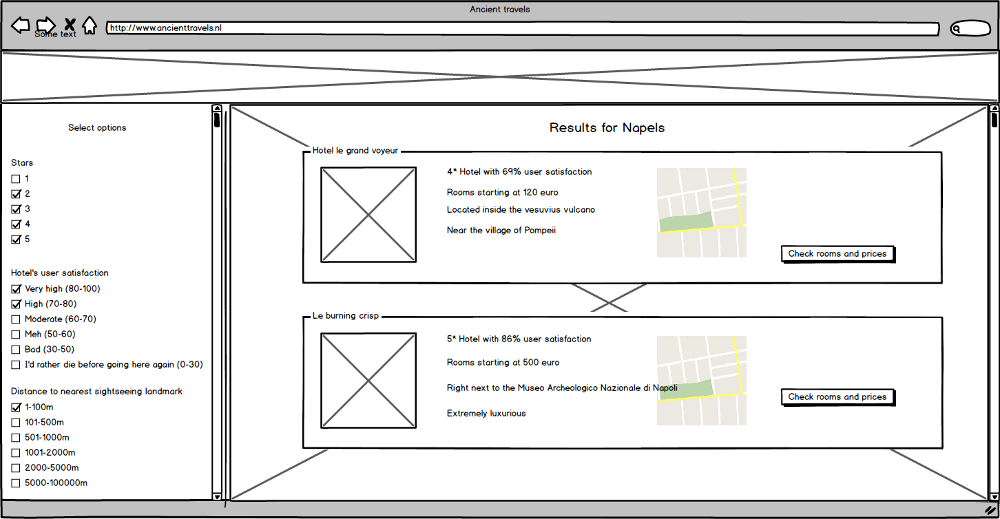 Ancient travels
http://www.ancienttravels.nl
Some text
Select options
Stars
1
2
3
4
5
Hotel's user satisfaction
Very high (80-100)
High (70-80)
Moderate (60-70)
Meh (50-60)
Bad (30-50)
I'd rather die before going here again (0-30)
Distance to nearest sightseeing landmark
1-100m
101-500m
501-1000m
1001-2000m
2000-5000m
5000-100000m
Results for Napels
Hotel le grand voyeur
4* Hotel with 69% user satisfaction
Rooms starting at 120 euro
Located inside the vesuvius vulcano
Near the village of Pompeii
Check rooms and prices
Le burning crisp
5* Hotel with 86% user satisfaction
Rooms starting at 500 euro
Right next to the Museo Archeologico Nazionale di Napoli
Extremely luxurious
Check rooms and prices